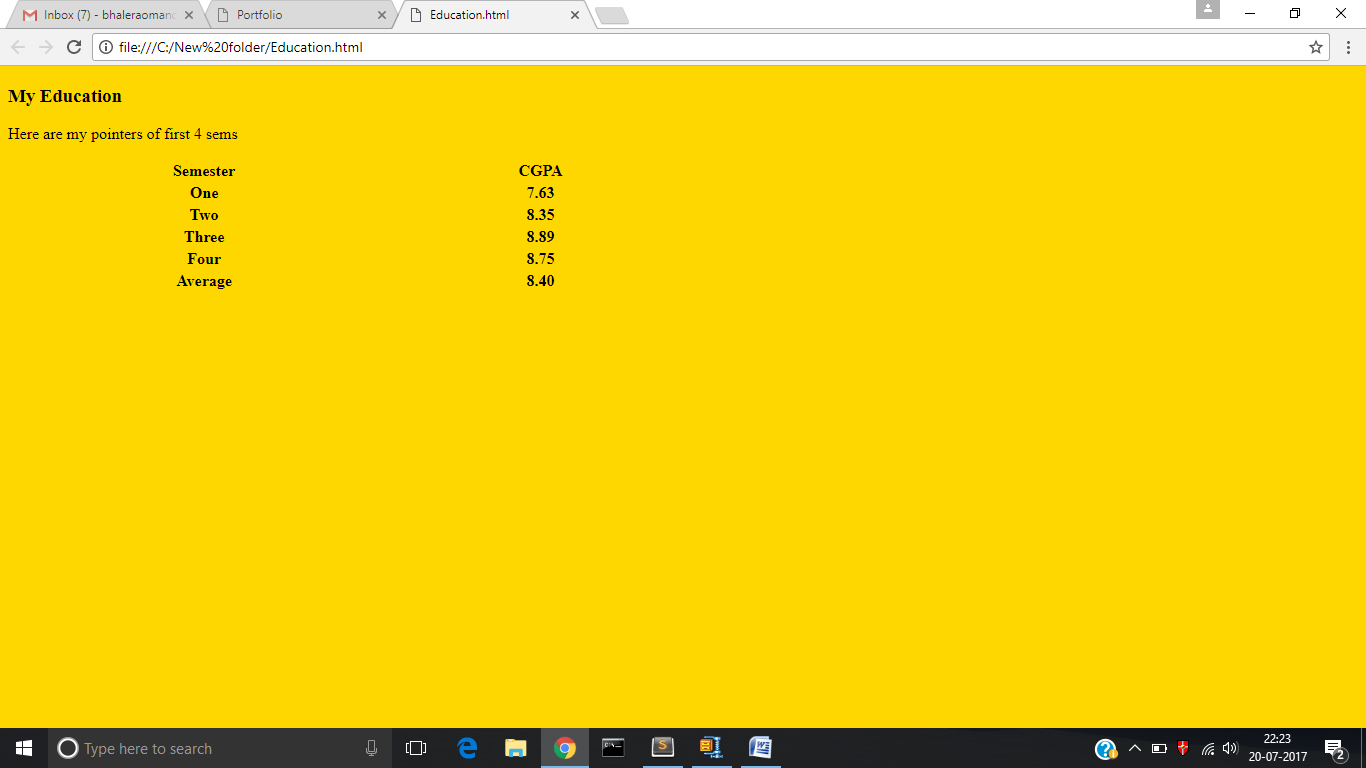 Inbox (7) - bhaleraomano
Portfolio
Education.html
file:///C:/New%20folder/Education.html
My Education
Here are my pointers of first 4 sems
Semester CGPA
One 7.63
Two 8.35
Three 8.89
Four 8.75
Average 8.40
Type here to search
22:23
20-07-2017
2